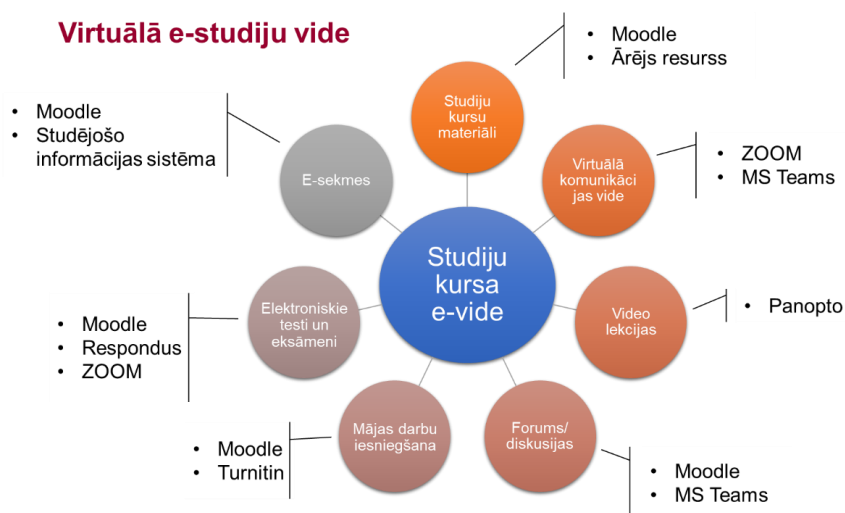 Virtuālā e-studiju vide
• Moodle
• Ārējs resurss
Studiju
kursu
materiāli
• Moodle
• Studējošo
informācijas sistēma
E-sekmes
Virtuālā
komunikāci
jas vide
• ZOOM
• MS Teams
Studiju
kursa
e-vide
Elektroniskie
testi un
eksāmeni
• Moodle
• Respondus
• ZOOM
Video
lekcijas
• Panopto
Mājas darbu
iesniegšana
• Moodle
• Turnitin
Forums/
diskusijas
• Moodle
• MS Teams